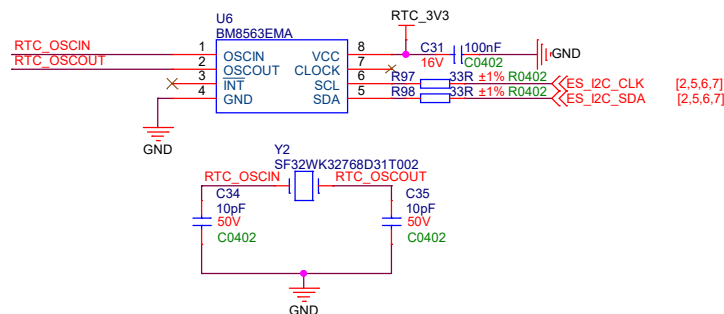 U6
BM8563EMA
RTC_3V3
RTC_OSCIN
RTC_OSCOUT
1 OSCIN VCC 8
2 OSCOUT CLOCK 7
3 INT SCL 6
4 GND SDA 5
C31 100nF
16V C0402
GND
R97 33R ±1% R0402 ES_I2C_CLK [2,5,6,7]
R98 33R ±1% R0402 ES_I2C_SDA [2,5,6,7]
GND
Y2
SF32WK32768D31T002
RTC_OSCIN RTC_OSCOUT
C34
10pF
50V
C0402
C35
10pF
50V
C0402
GND